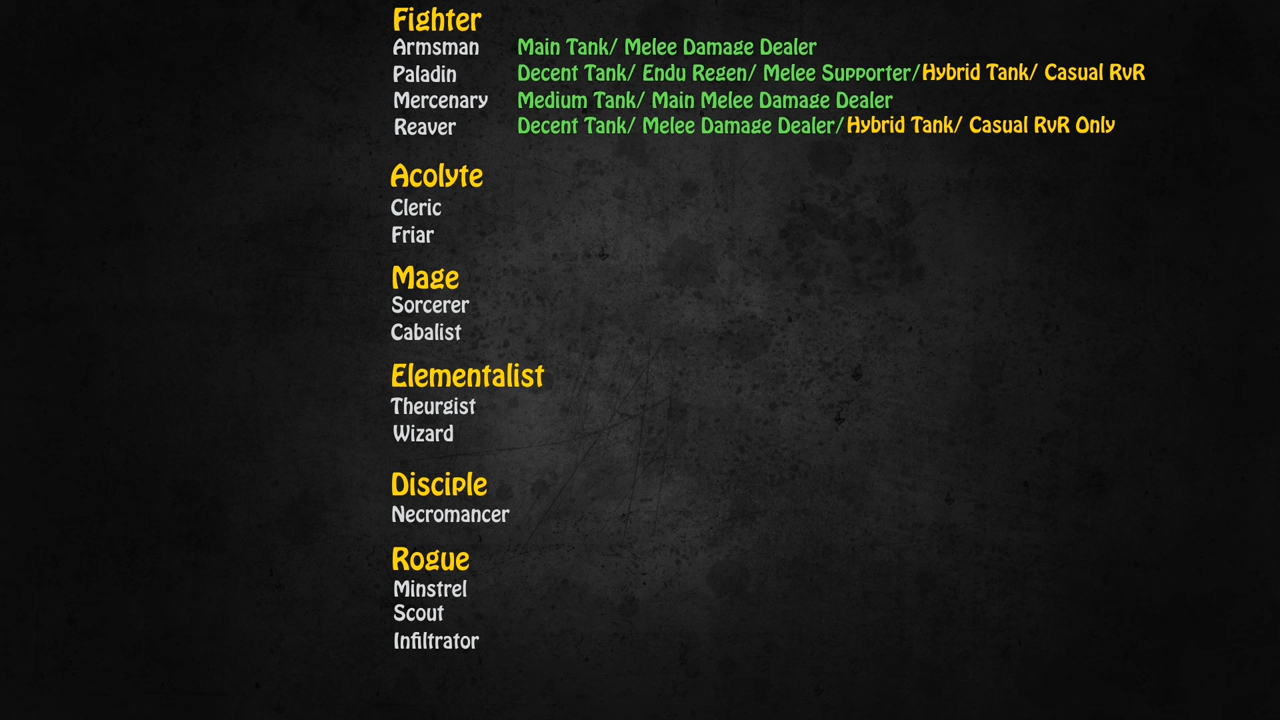 Fighter
Armsman Main Tank/ Melee Damage Dealer
Paladin Decent Tank/ Endu Regen/ Melee Supporter/Hybrid Tank/ Casual RvR
Mercenary Medium Tank/ Main Melee Damage Dealer
Reaver Decent Tank/ Melee Damage Dealer/Hybrid Tank/ Casual RvR Only
Acolyte
Cleric
Friar
Mage
Sorcerer
Cabalist
Elementalist
Theurgist
Wizard
Disciple
Necromancer
Rogue
Minstrel
Scout
Infiltrator